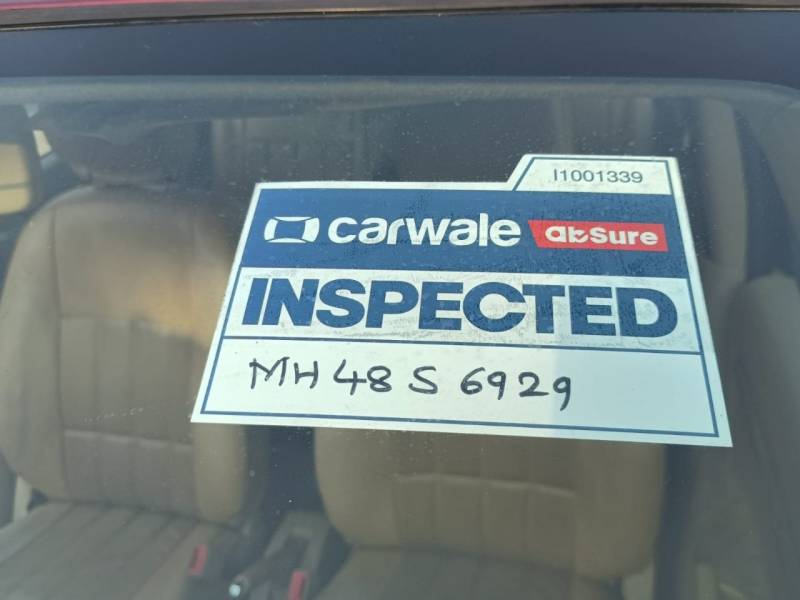 I1001339
carwale abSure
INSPECTED
MH 48 S 6929